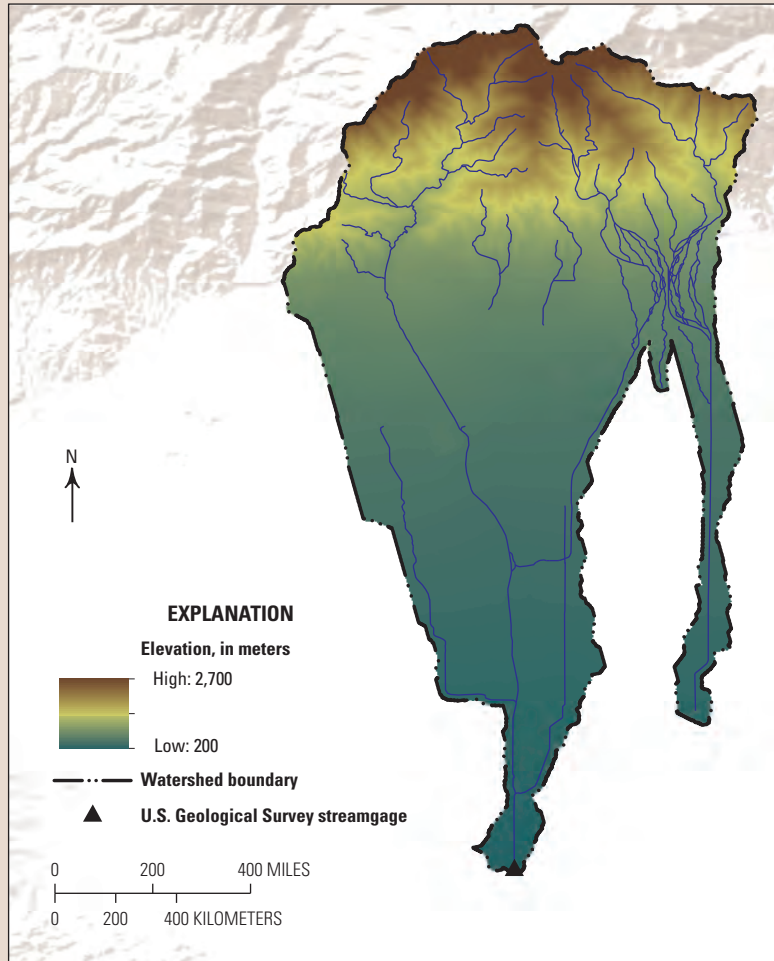 N
EXPLANATION
Elevation, in meters
High: 2,700
Low: 200
Watershed boundary
U.S. Geological Survey streamgage
0 200 400 MILES
0 200 400 KILOMETERS